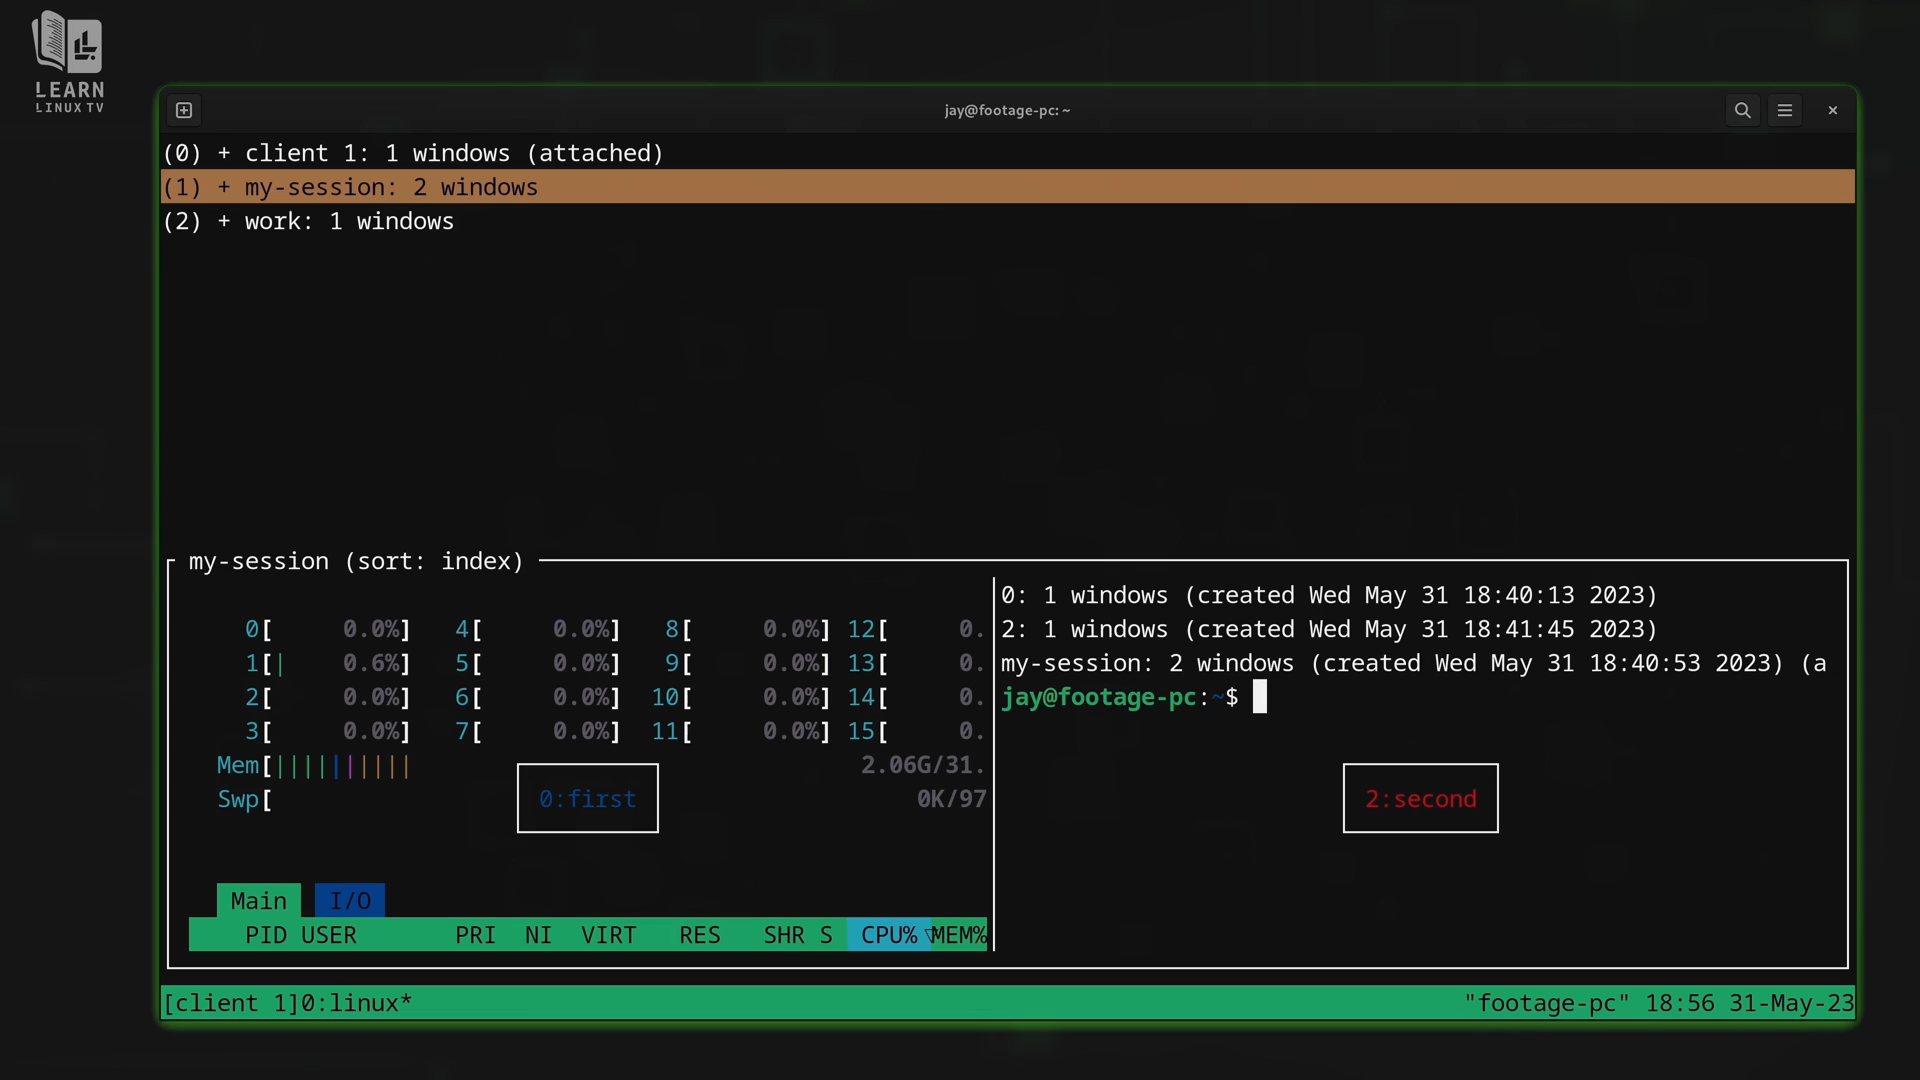 LEARN
LINUX TV
jay@footage-pc: ~
(0) + client 1: 1 windows (attached)
(1) + my-session: 2 windows
(2) + work: 1 windows
my-session (sort: index)
0[ 0.0%] 4[ 0.0%] 8[ 0.0%] 12[ 0.
1[| 0.6%] 5[ 0.0%] 9[ 0.0%] 13[ 0.
2[ 0.0%] 6[ 0.0%] 10[ 0.0%] 14[ 0.
3[ 0.0%] 7[ 0.0%] 11[ 0.0%] 15[ 0.
Mem[|||||||||| 2.06G/31.
Swp[ 0K/97
0:first
Main I/O
PID USER PRI NI VIRT RES SHR S CPU%▽MEM%
0: 1 windows (created Wed May 31 18:40:13 2023)
2: 1 windows (created Wed May 31 18:41:45 2023)
my-session: 2 windows (created Wed May 31 18:40:53 2023) (a
jay@footage-pc:~$
2:second
[client 1]0:linux* "footage-pc" 18:56 31-May-23